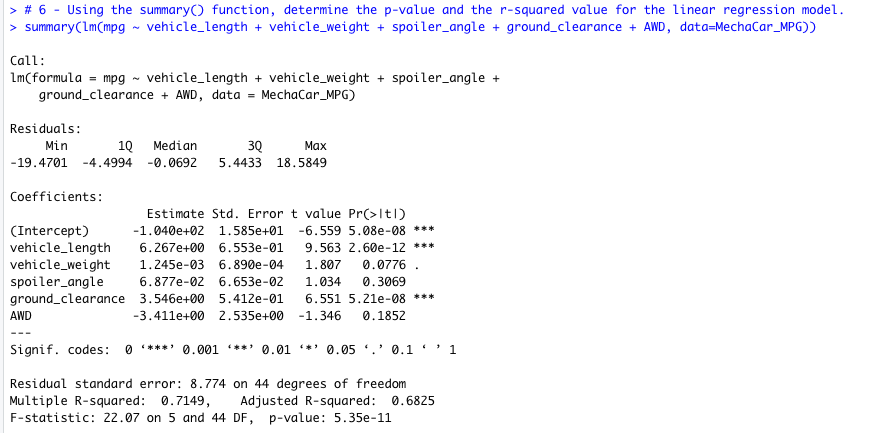 > # 6 - Using the summary() function, determine the p-value and the r-squared value for the linear regression model.
> summary(lm(mpg ~ vehicle_length + vehicle_weight + spoiler_angle + ground_clearance + AWD, data=MechaCar_MPG))
Call:
lm(formula = mpg ~ vehicle_length + vehicle_weight + spoiler_angle +
    ground_clearance + AWD, data = MechaCar_MPG)
Residuals:
     Min       1Q   Median       3Q      Max
-19.4701  -4.4994  -0.0692   5.4433  18.5849
Coefficients:
                   Estimate Std. Error t value Pr(>|t|)
(Intercept)      -1.040e+02  1.585e+01  -6.559 5.08e-08 ***
vehicle_length    6.267e+00  6.553e-01   9.563 2.60e-12 ***
vehicle_weight    1.245e-03  6.890e-04   1.807   0.0776 .
spoiler_angle     6.877e-02  6.653e-02   1.034   0.3069
ground_clearance  3.546e+00  5.412e-01   6.551 5.21e-08 ***
AWD              -3.411e+00  2.535e+00  -1.346   0.1852
---
Signif. codes:  0 ‘***’ 0.001 ‘**’ 0.01 ‘*’ 0.05 ‘.’ 0.1 ‘ ’ 1
Residual standard error: 8.774 on 44 degrees of freedom
Multiple R-squared:  0.7149,    Adjusted R-squared:  0.6825
F-statistic: 22.07 on 5 and 44 DF,  p-value: 5.35e-11